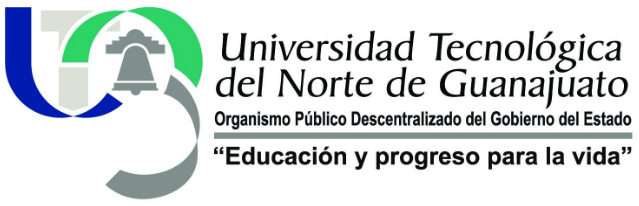 Universidad Tecnológica
del Norte de Guanajuato
Organismo Público Descentralizado del Gobierno del Estado
“Educación y progreso para la vida”